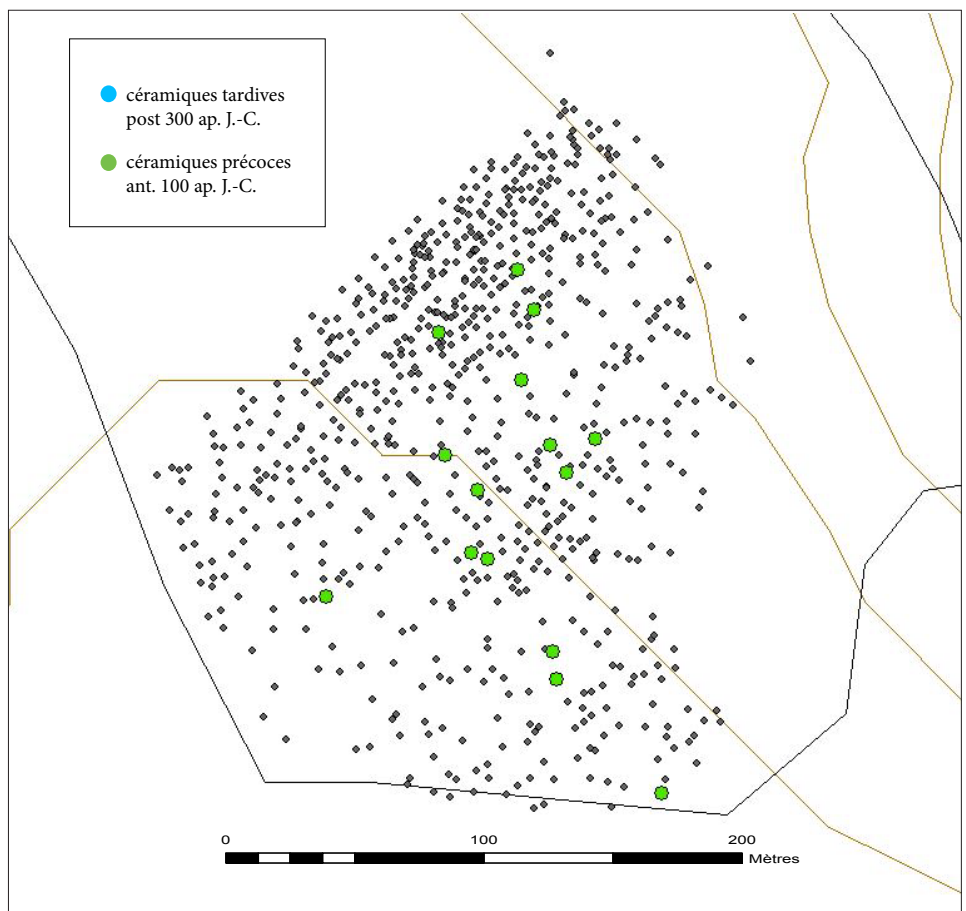 céramiques tardives
post 300 ap. J.-C.
céramiques précoces
ant. 100 ap. J.-C.
0 100 200
Mètres